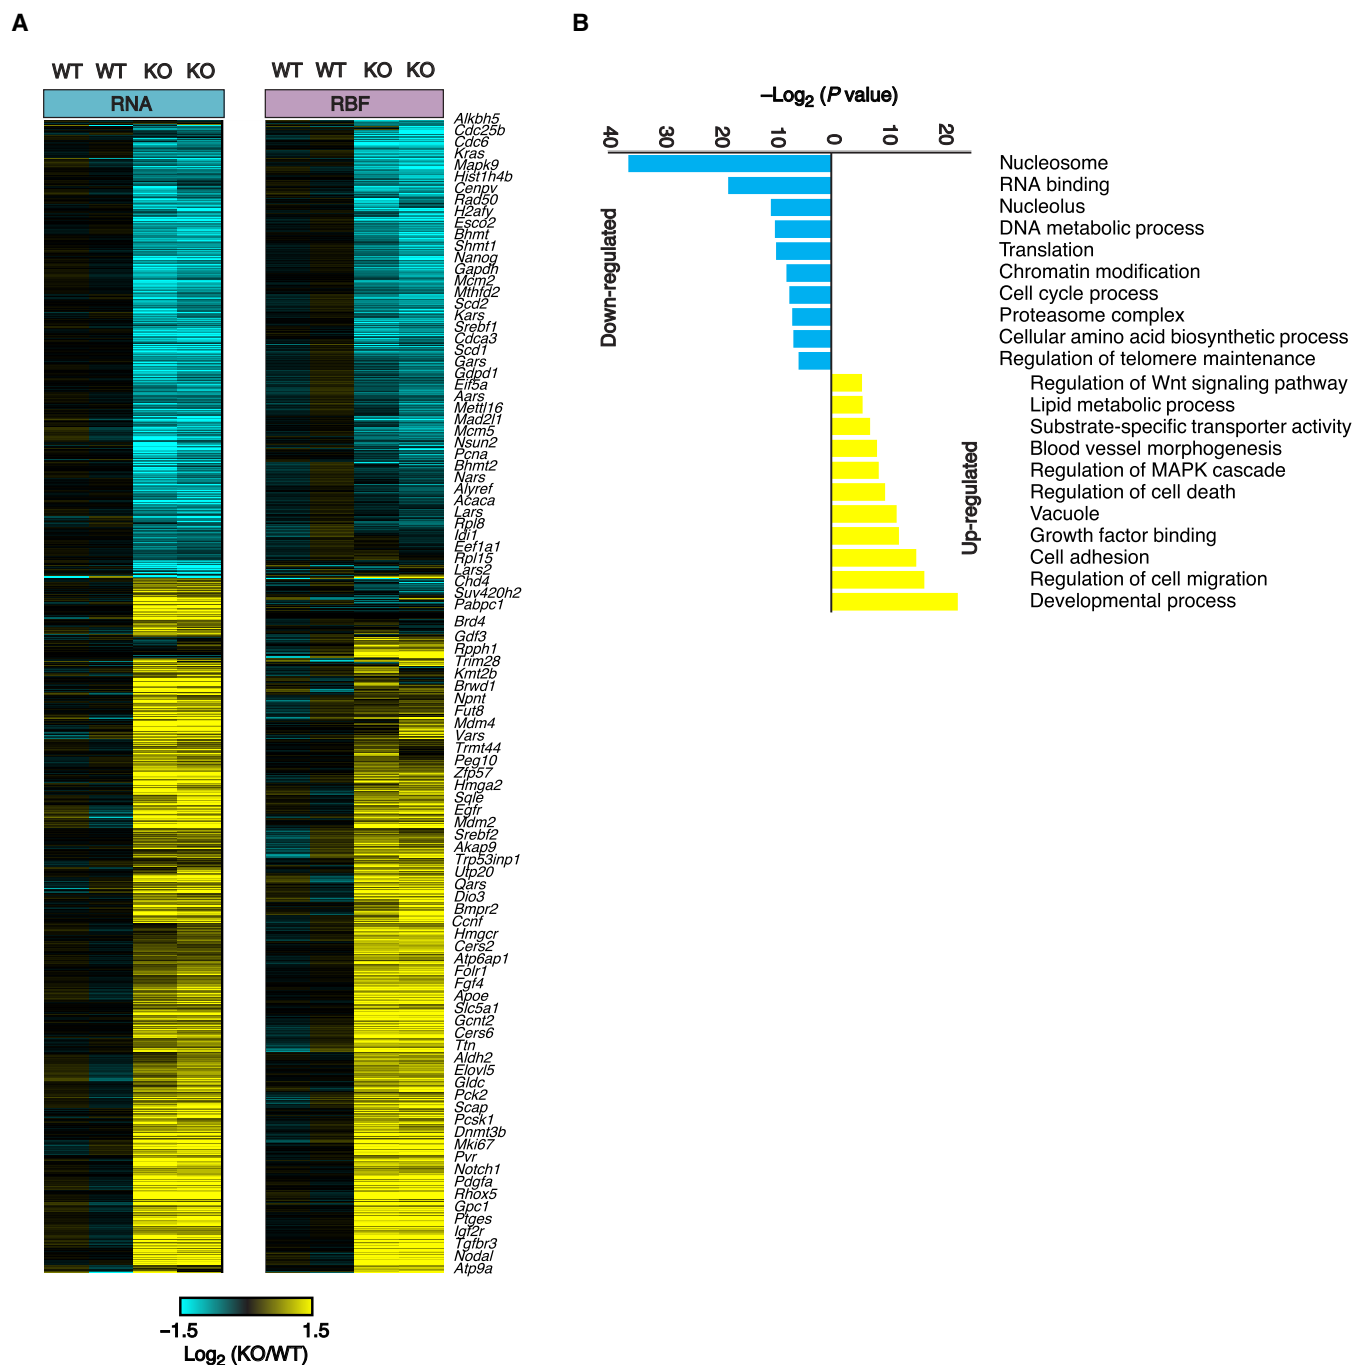 A
B
WT WT KO KO
WT WT KO KO
RNA
RBF
Alkbh5
Cdc25b
Cdc6
Kras
Mapk9
Hist1h4b
Cenpv
Rad50
H2afy
Esco2
Bhmt
Shmt1
Nanog
Gapdh
Mcm2
Mthfd2
Scd2
Kars
Srebf1
Cdca3
Scd1
Gars
Gdpd1
Eif5a
Aars
Mettl16
Mad2l1
Mcm5
Nsun2
Pcna
Bhmt2
Nars
Alyref
Acaca
Lars
Rpl8
Idi1
Eef1a1
Rpl15
Lars2
Chd4
Suv420h2
Pabpc1
Brd4
Gdf3
Rpph1
Trim28
Kmt2b
Brwd1
Npnt
Fut8
Mdm4
Vars
Trmt44
Peg10
Zfp57
Hmga2
Sqle
Egfr
Mdm2
Srebf2
Akap9
Trp53inp1
Utp20
Qars
Dio3
Bmpr2
Ccnf
Hmgcr
Cers2
Atp6ap1
Folr1
Fgf4
Apoe
Slc5a1
Gcnt2
Cers6
Ttn
Aldh2
Elovl5
Gldc
Pck2
Scap
Pcsk1
Dnmt3b
Mki67
Pvr
Notch1
Pdgfa
Rhox5
Gpc1
Ptges
Igf2r
Tgfbr3
Nodal
Atp9a
−1.5
1.5
Log2 (KO/WT)
–Log2 (P value)
40 30 20 10 0 10 20
Down-regulated
Up-regulated
Nucleosome
RNA binding
Nucleolus
DNA metabolic process
Translation
Chromatin modification
Cell cycle process
Proteasome complex
Cellular amino acid biosynthetic process
Regulation of telomere maintenance
Regulation of Wnt signaling pathway
Lipid metabolic process
Substrate-specific transporter activity
Blood vessel morphogenesis
Regulation of MAPK cascade
Regulation of cell death
Vacuole
Growth factor binding
Cell adhesion
Regulation of cell migration
Developmental process